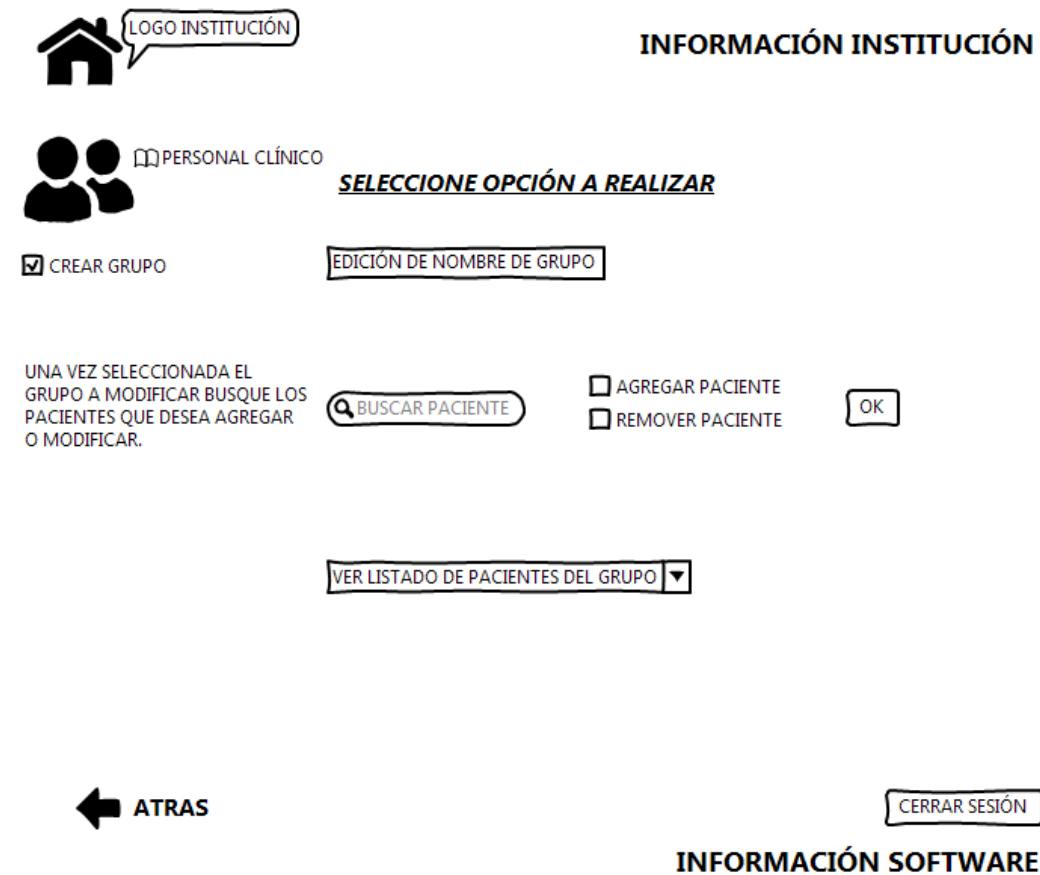 LOGO INSTITUCIÓN
INFORMACIÓN INSTITUCIÓN
PERSONAL CLÍNICO
SELECCIONE OPCIÓN A REALIZAR
CREAR GRUPO
EDICIÓN DE NOMBRE DE GRUPO
UNA VEZ SELECCIONADA EL
GRUPO A MODIFICAR BUSQUE LOS
PACIENTES QUE DESEA AGREGAR
O MODIFICAR.
BUSCAR PACIENTE
AGREGAR PACIENTE
REMOVER PACIENTE
OK
VER LISTADO DE PACIENTES DEL GRUPO
ATRAS
CERRAR SESIÓN
INFORMACIÓN SOFTWARE